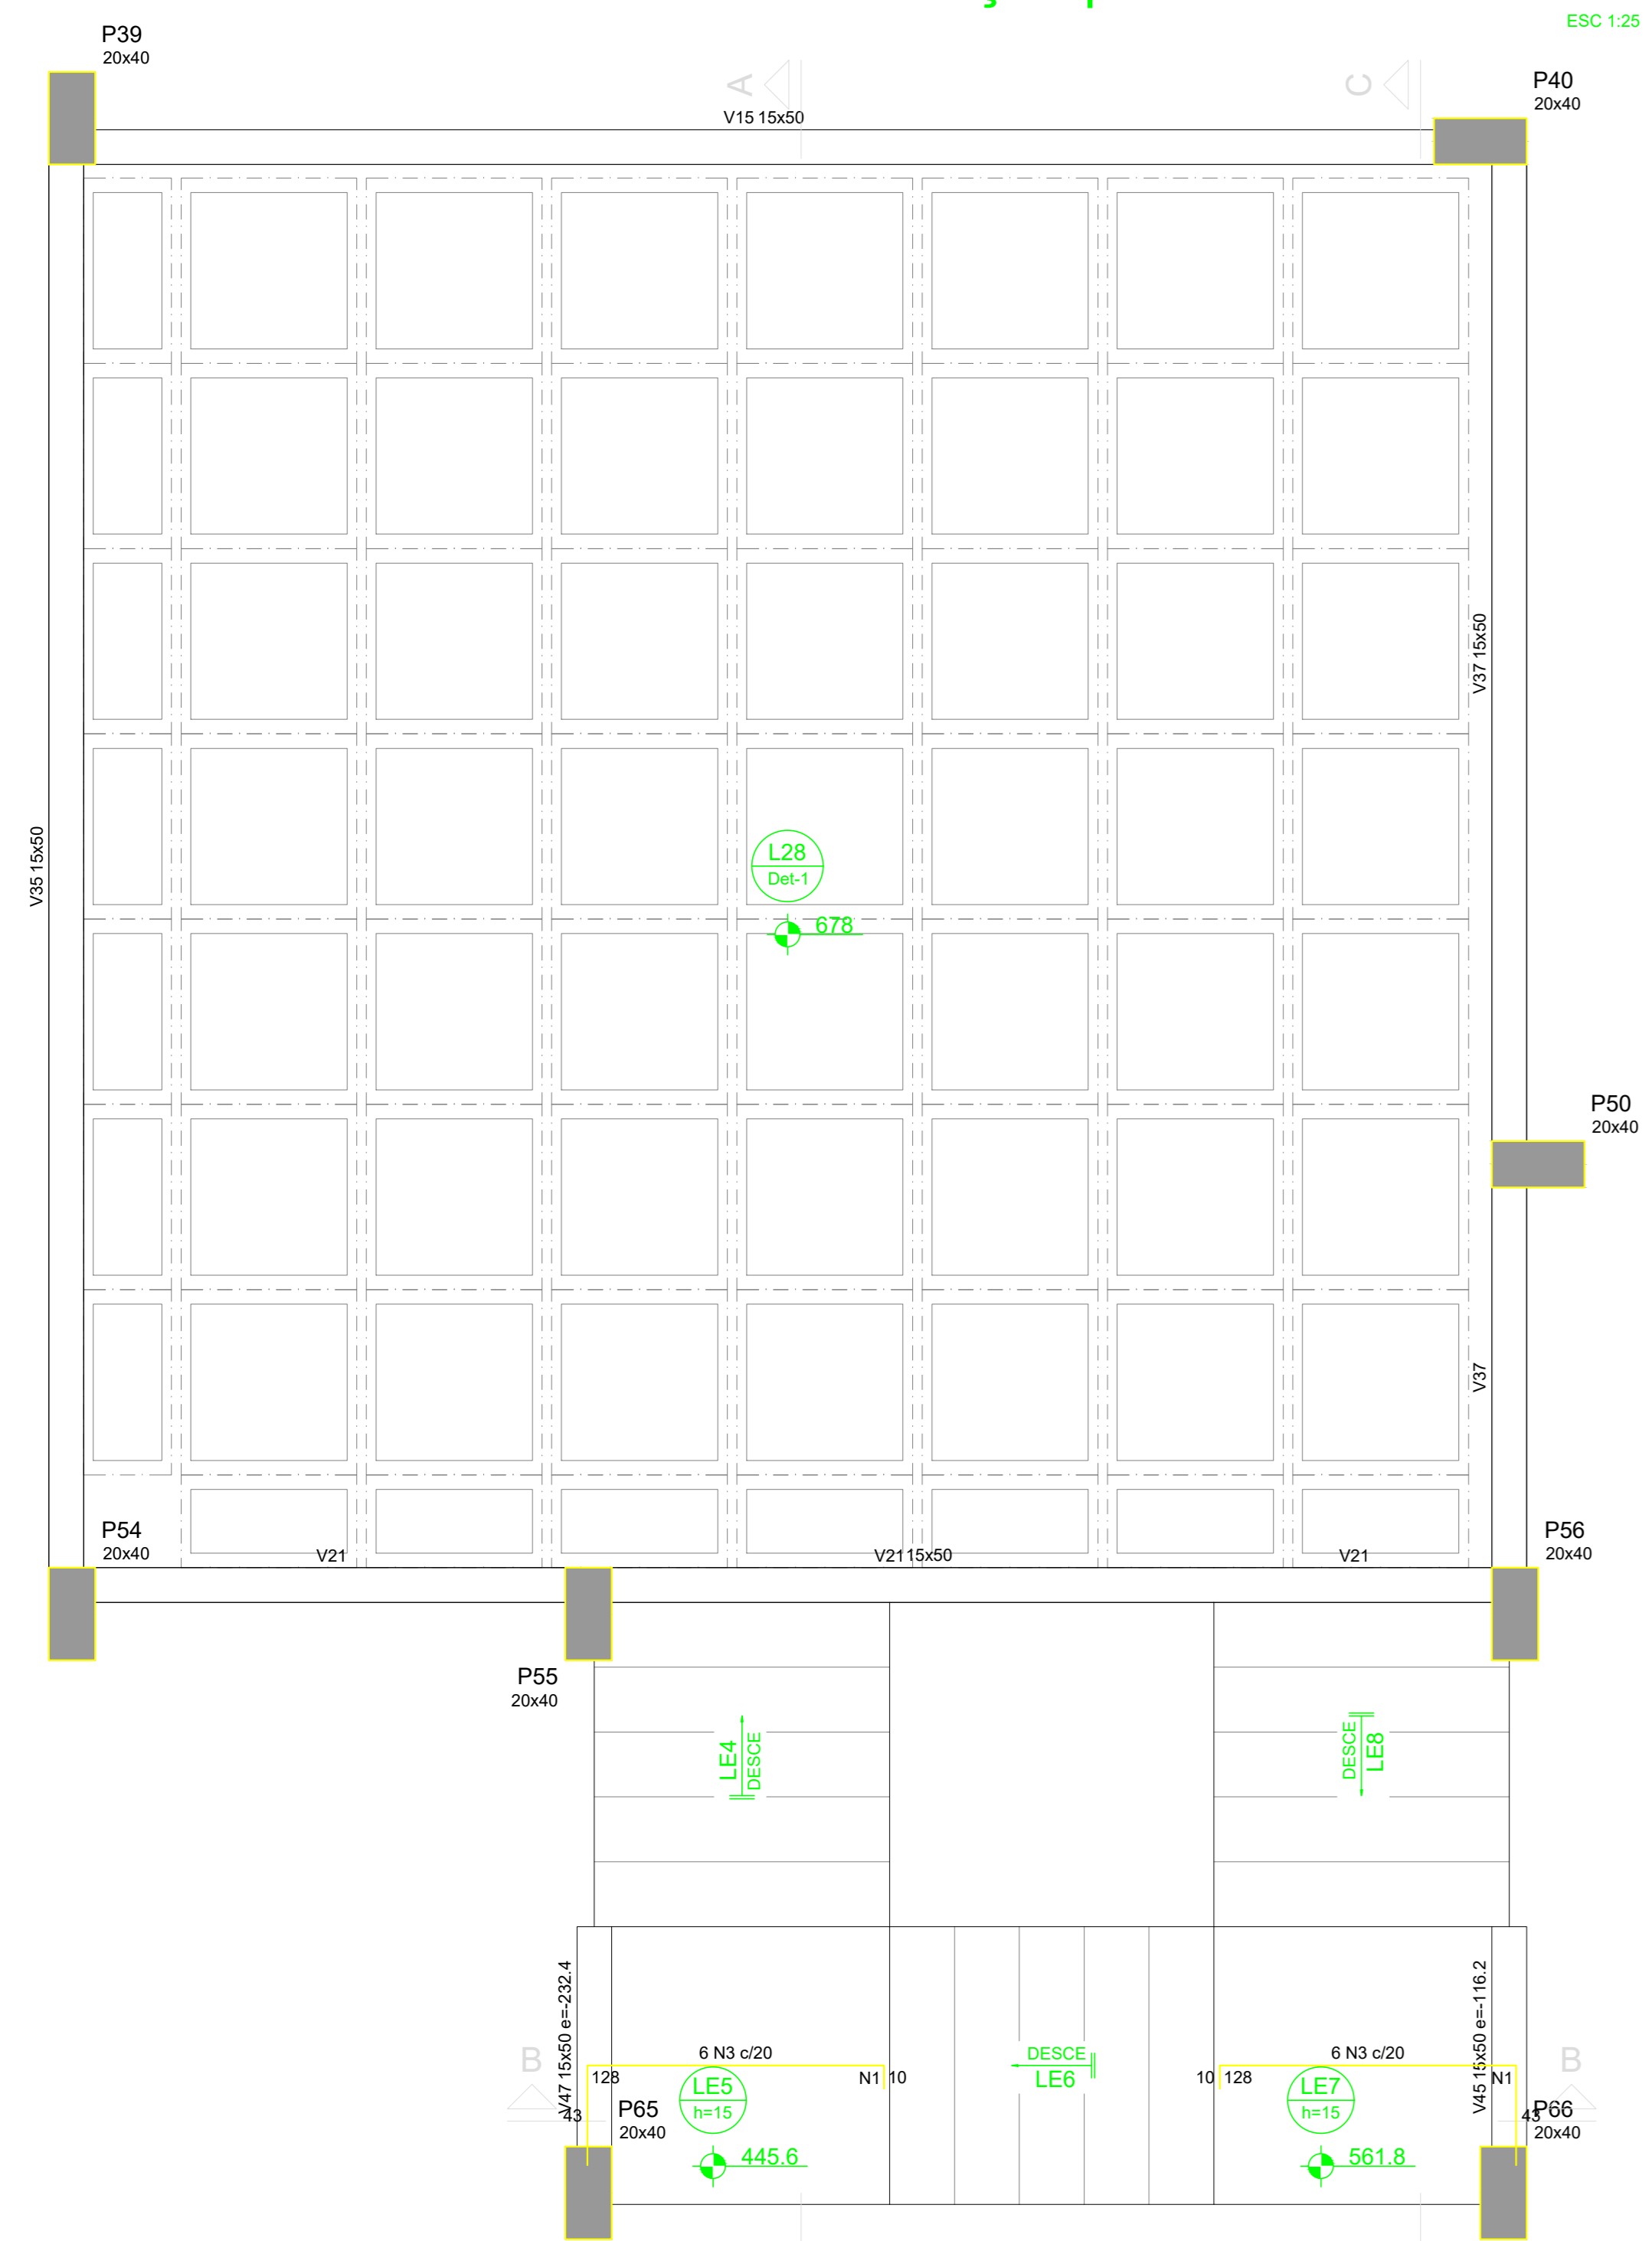 ESC 1:25
P39
20x40
A
C
P40
20x40
V15 15x50
V37 15x50
V35 15x50
L28
Det-1
678
P50
20x40
V37
P54
20x40
V21
V21 15x50
V21
P56
20x40
P55
20x40
LE4
DESCE
DESCE
LE8
V47 15x50 e=-232.4
V45 15x50 e=-116.2
B
6 N3 c/20
DESCE
LE6
6 N3 c/20
B
128
N1
10
10
128
N1
LE5
h=15
LE7
h=15
43
P65
20x40
43
P66
20x40
445.6
561.8